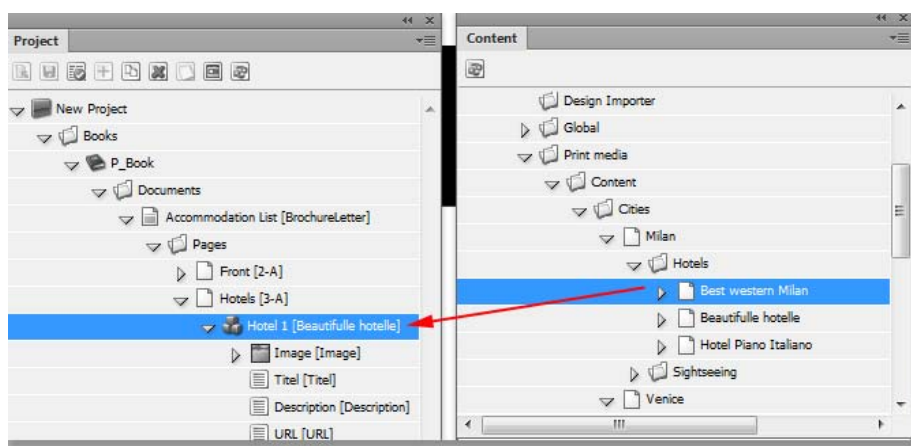 Project
New Project
Books
P_Book
Documents
Accommodation List [BrochureLetter]
Pages
Front [2-A]
Hotels [3-A]
Hotel 1 [Beautifulle hotelle]
Image [Image]
Titel [Titel]
Description [Description]
URL [URL]
Content
Design Importer
Global
Print media
Content
Cities
Milan
Hotels
Best western Milan
Beautifulle hotelle
Hotel Piano Italiano
Sightseeing
Venice